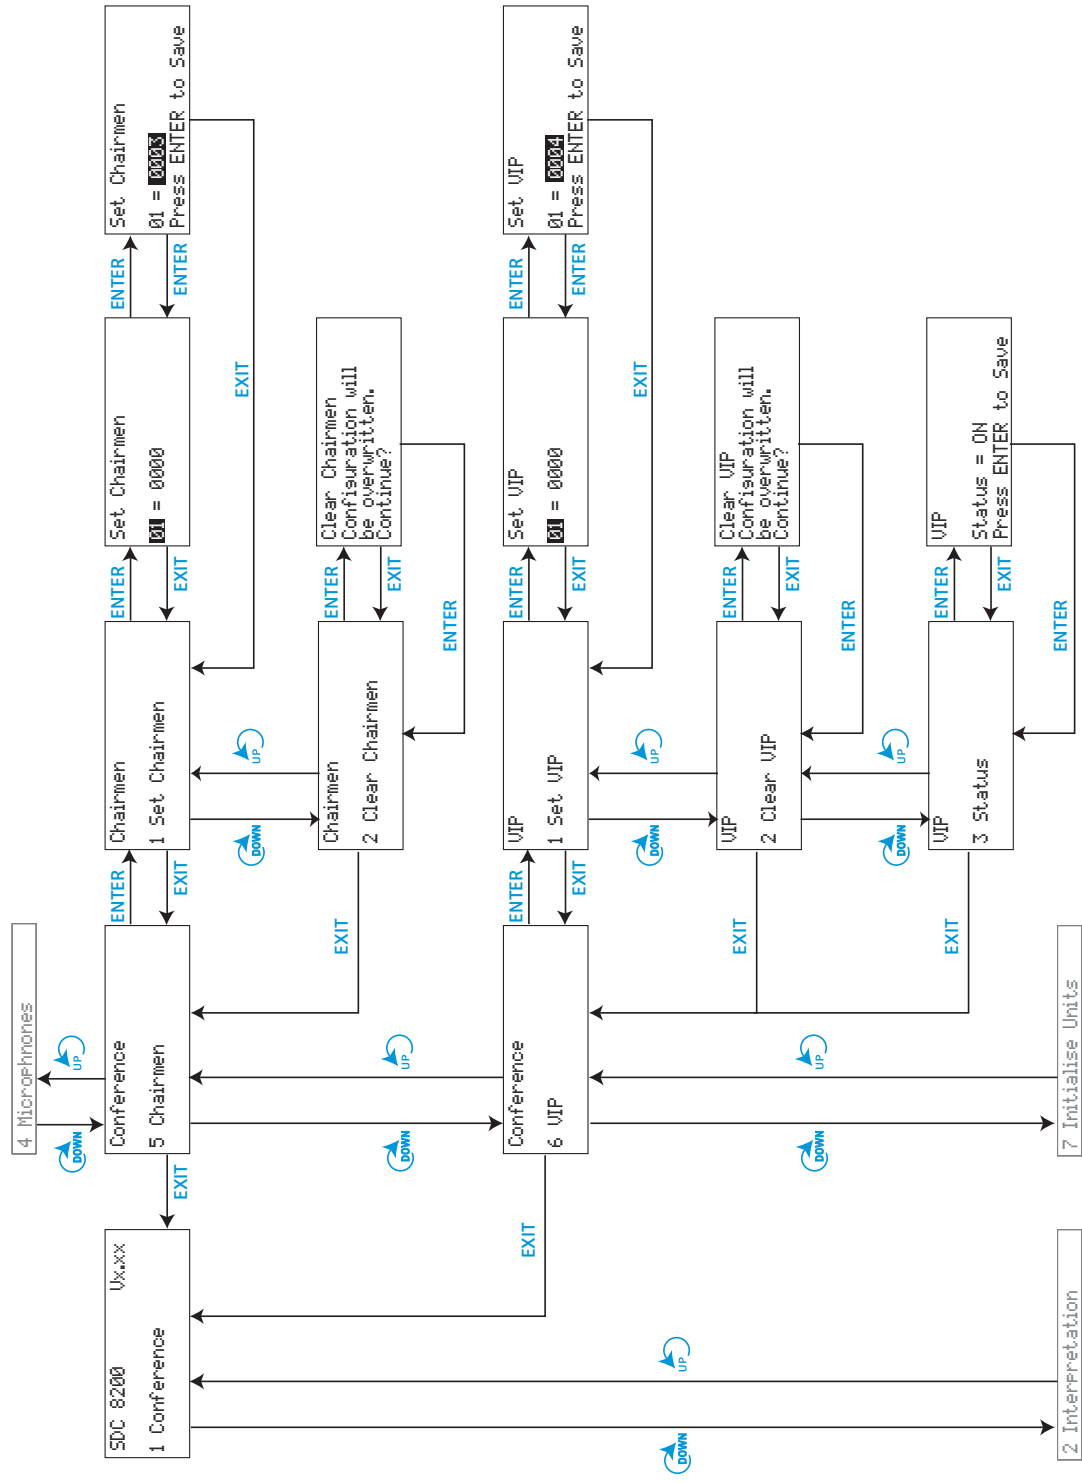 4 Microphnones
DOWN
UP
SDC 8200 Vx.xx
1 Conference
EXIT
Conference
5 Chairmen
ENTER
EXIT
Chairmen
1 Set Chairmen
ENTER
EXIT
Set Chairmen
01 = 0000
ENTER
ENTER
Set Chairmen
01 = 0003
Press ENTER to Save
DOWN
UP
EXIT
EXIT
Chairmen
2 Clear Chairmen
ENTER
EXIT
Clear Chairmen
Configuration will
be overwritten.
Continue?
DOWN
UP
ENTER
EXIT
Conference
6 VIP
ENTER
EXIT
VIP
1 Set VIP
ENTER
EXIT
Set VIP
01 = 0000
ENTER
ENTER
Set VIP
01 = 0004
Press ENTER to Save
DOWN
UP
DOWN
UP
EXIT
EXIT
VIP
2 Clear VIP
ENTER
EXIT
Clear VIP
Configuration will
be overwritten.
Continue?
DOWN
UP
DOWN
UP
ENTER
EXIT
VIP
3 Status
ENTER
EXIT
VIP
Status = ON
Press ENTER to Save
ENTER
2 Interpretation
7 Initialise Units